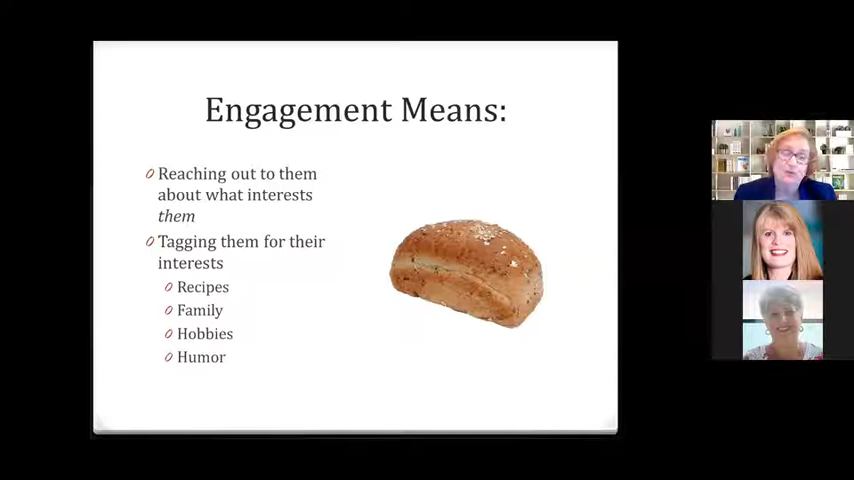 Engagement Means:
Reaching out to them
about what interests
them
Tagging them for their
interests
Recipes
Family
Hobbies
Humor